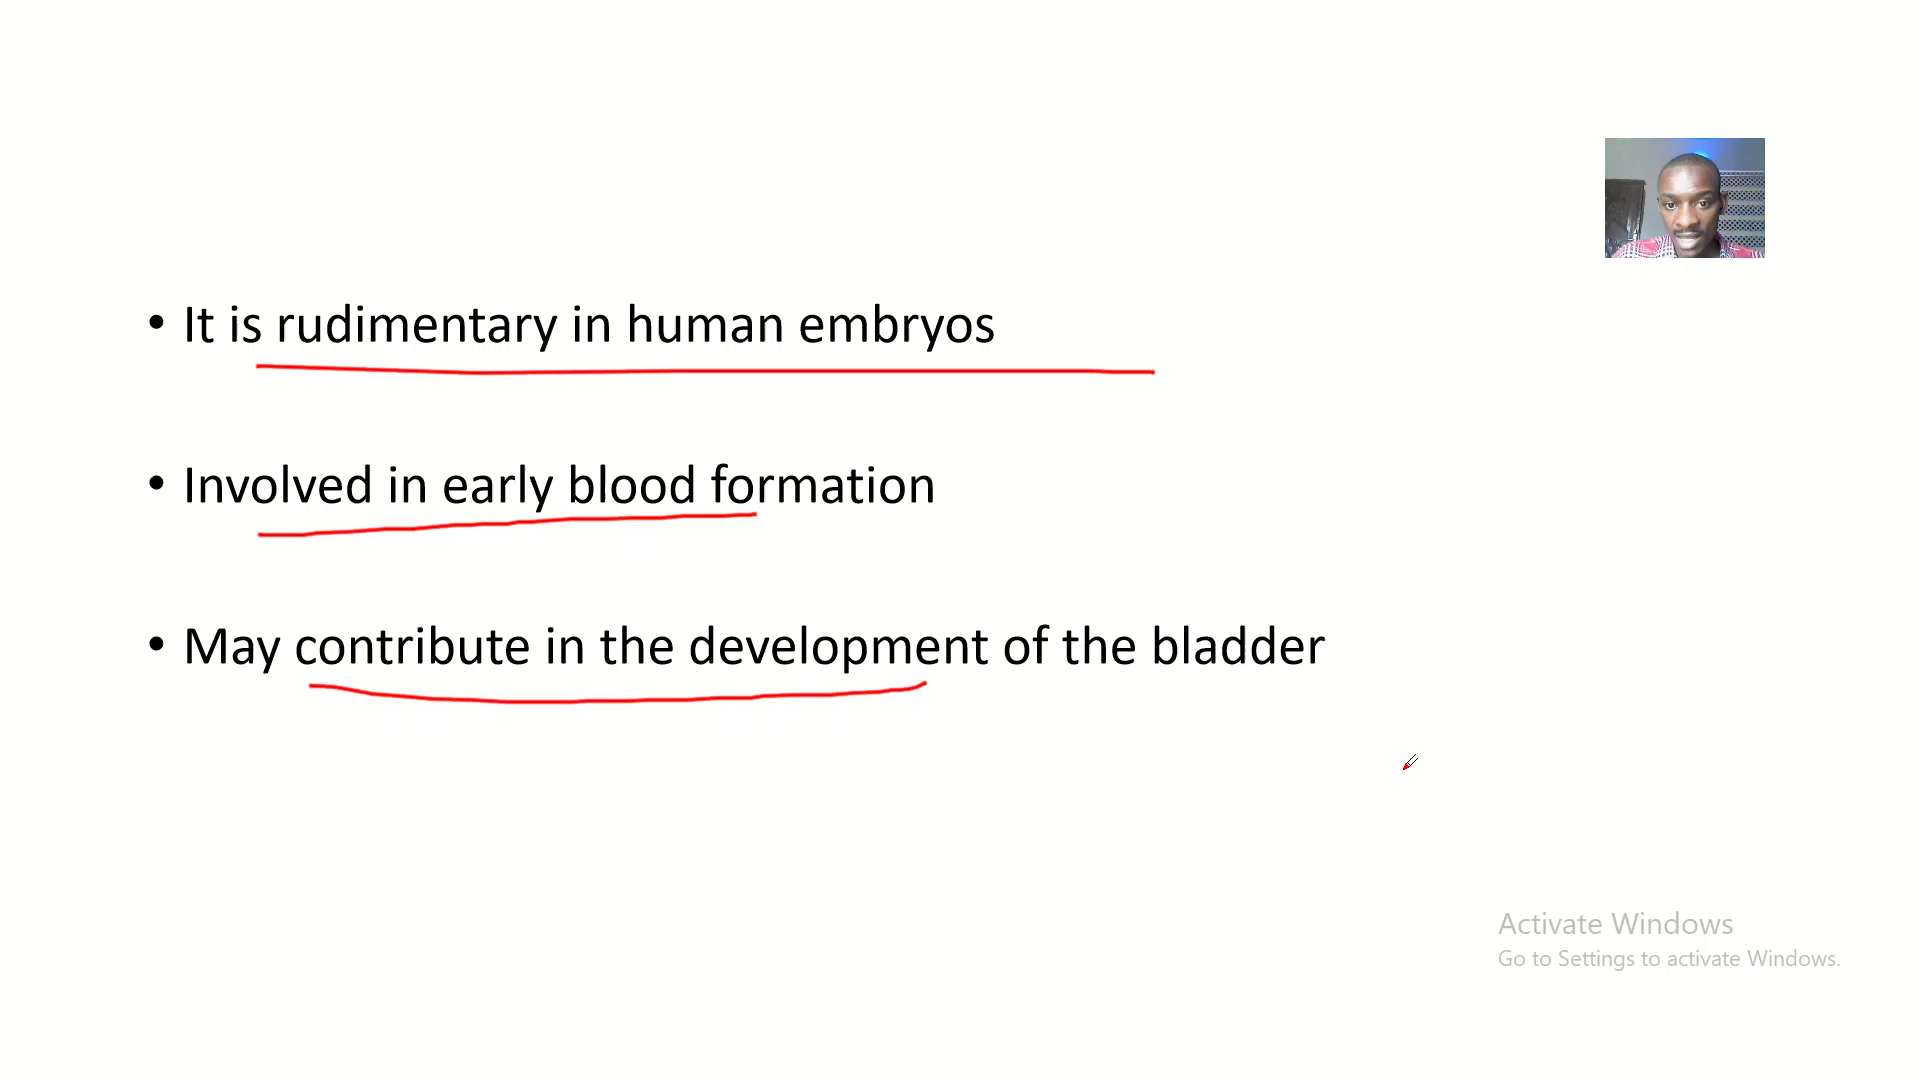 • It is rudimentary in human embryos
• Involved in early blood formation
• May contribute in the development of the bladder
Activate Windows
Go to Settings to activate Windows.